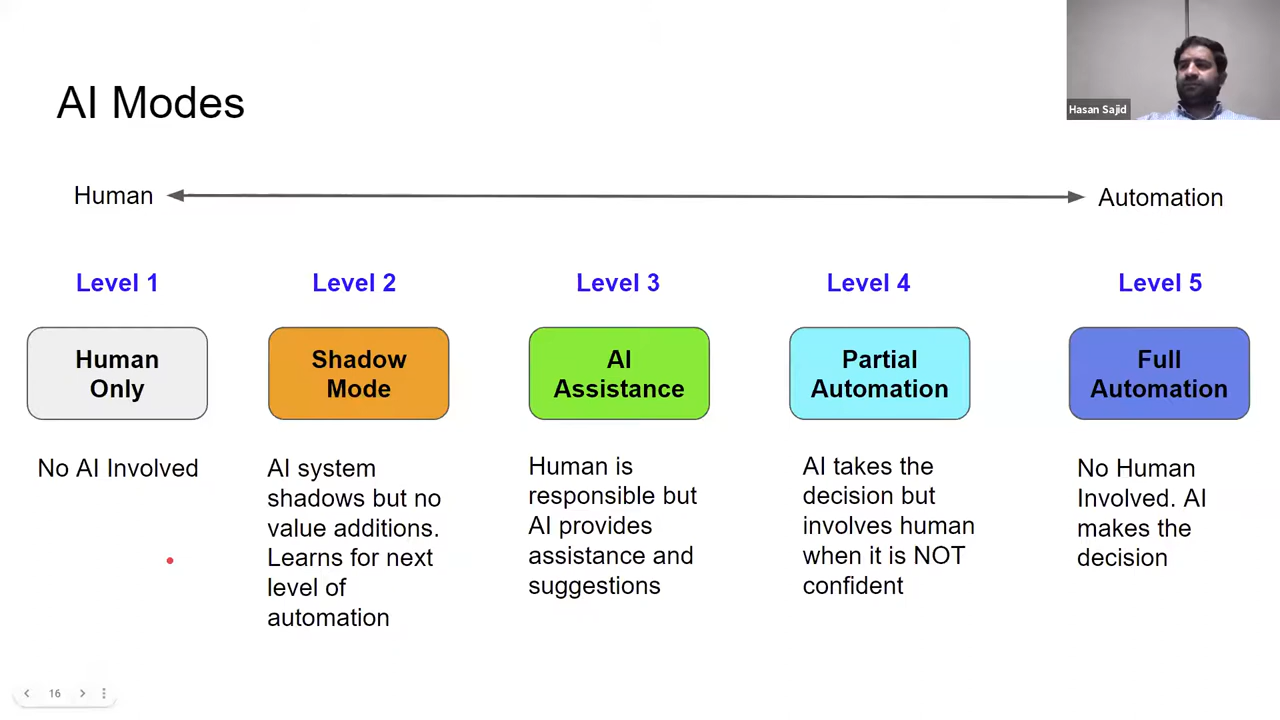 Hasan Sajid
AI Modes
Human
Automation
Level 1
Level 2
Level 3
Level 4
Level 5
Human
Only
Shadow
Mode
AI
Assistance
Partial
Automation
Full
Automation
No AI Involved
AI system
shadows but no
value additions.
Learns for next
level of
automation
Human is
responsible but
AI provides
assistance and
suggestions
AI takes the
decision but
involves human
when it is NOT
confident
No Human
Involved. AI
makes the
decision
16